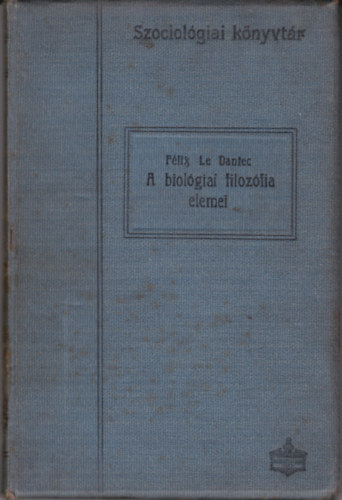 Szociológiai könyvtár
Félix Le Dantec
A biológiai filozófia
elemei